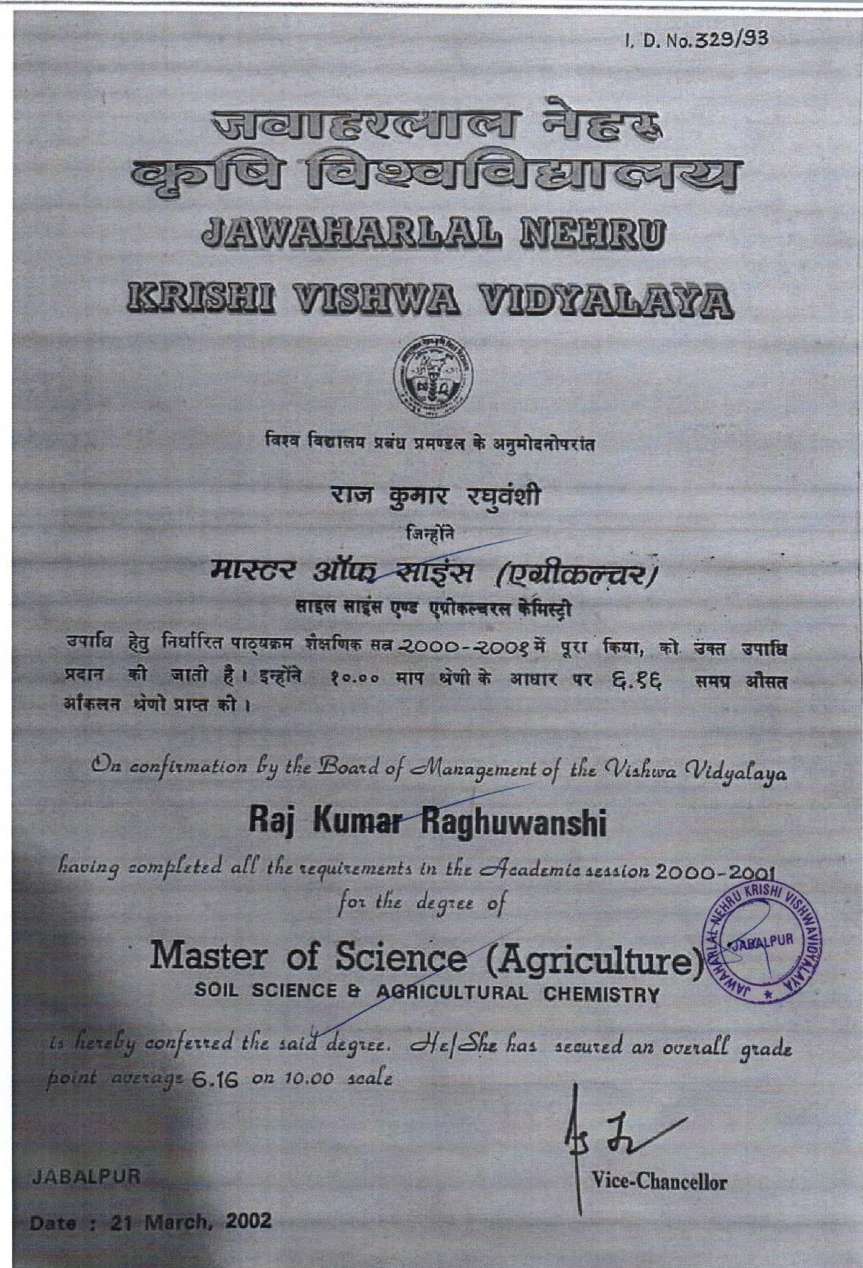 I. D. No. 329/93
जवाहरलाल नेहरू
कृषि विश्वविद्यालय
JAWAHARLAL NEHRU
KRISHI VISHWA VIDYALAYA
विश्व विद्यालय प्रबंध प्रमण्डल के अनुमोदनोपरांत
राज कुमार रघुवंशी
जिन्होंने
मास्टर ऑफ साइंस (एग्रीकल्चर)
साइल साइंस एण्ड एग्रीकल्चरल केमिस्ट्री
उपाधि हेतु निर्धारित पाठ्यक्रम शैक्षणिक सत्र २०००-२००१ में पूरा किया, को उक्त उपाधि
प्रदान की जाती है। इन्होंने १०.०० माप श्रेणी के आधार पर ६.१६ समग्र औसत
आँकलन श्रेणी प्राप्त की।
On confirmation by the Board of Management of the Vishwa Vidyalaya
Raj Kumar Raghuwanshi
having completed all the requirements in the Academic session 2000-2001
for the degree of
Master of Science (Agriculture)
SOIL SCIENCE & AGRICULTURAL CHEMISTRY
JAWAHARLAL NEHRU KRISHI VISHWAVIDYALAYA
JABALPUR
is hereby conferred the said degree. He/She has secured an overall grade
point average 6.16 on 10.00 scale
Vice-Chancellor
JABALPUR
Date : 21 March, 2002